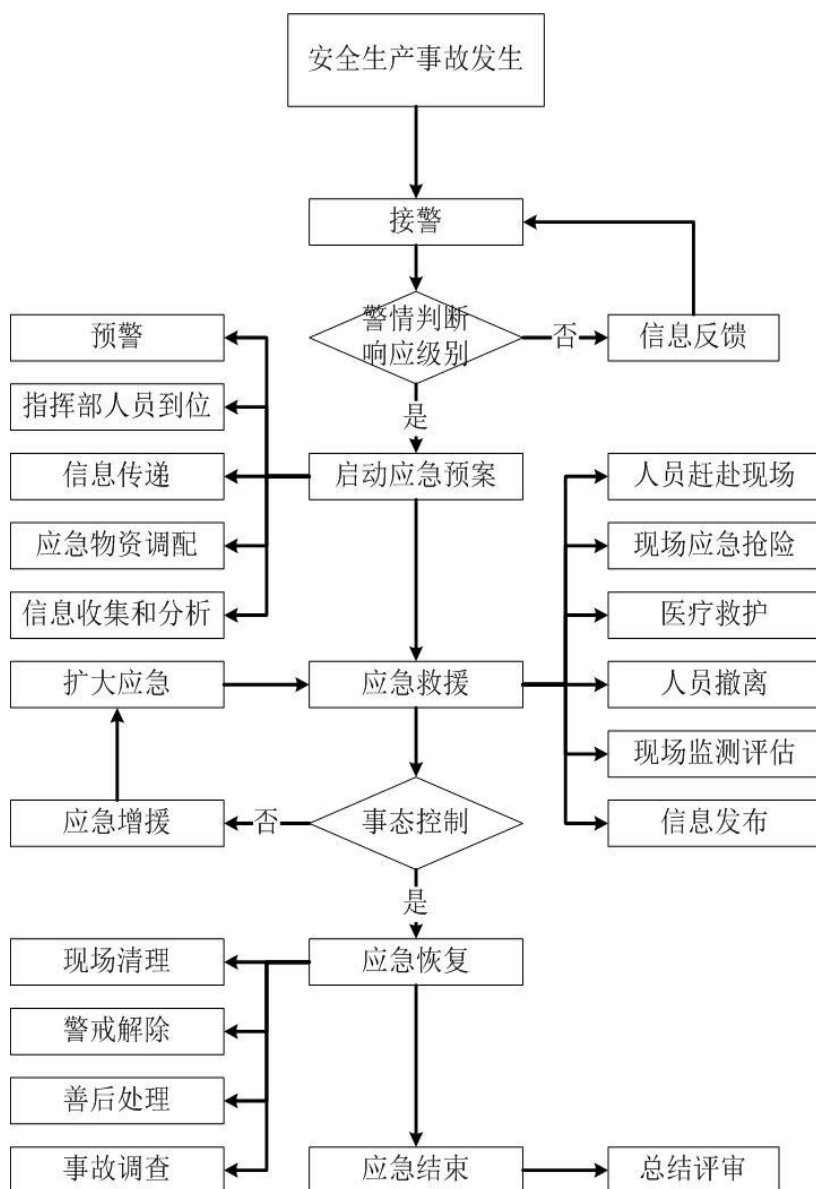 安全生产事故发生
接警
警情判断
响应级别
否
信息反馈
预警
指挥部人员到位
是
信息传递
启动应急预案
人员赶赴现场
应急物资调配
现场应急抢险
信息收集和分析
医疗救护
扩大应急
应急救援
人员撤离
现场监测评估
应急增援
否
事态控制
信息发布
是
现场清理
应急恢复
警戒解除
善后处理
事故调查
应急结束
总结评审